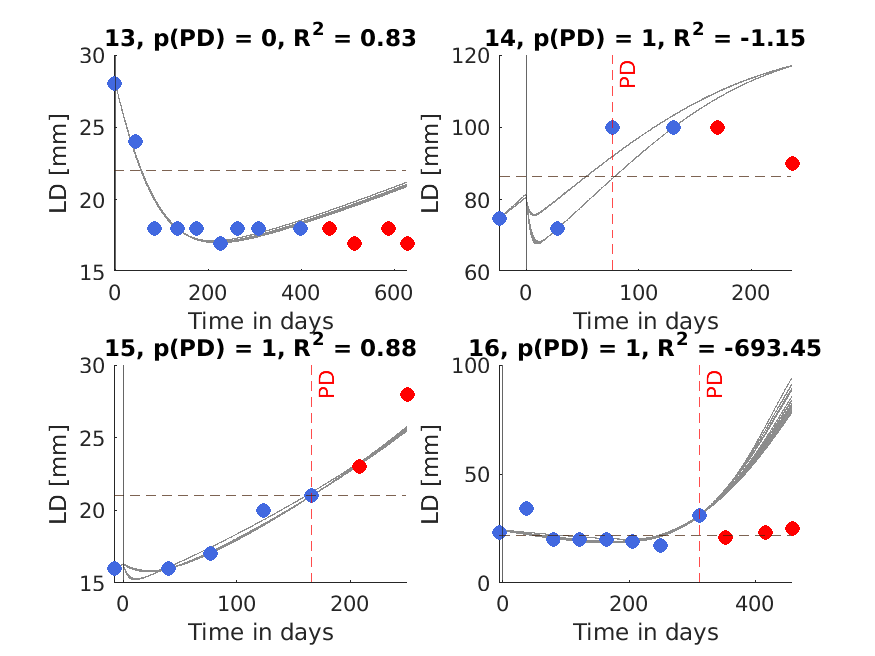 13, p(PD) = 0, R² = 0.83
30
25
20
15
LD [mm]
0
200
400
600
Time in days
14, p(PD) = 1, R² = -1.15
PD
120
100
80
60
LD [mm]
0
100
200
Time in days
15, p(PD) = 1, R² = 0.88
PD
30
25
20
15
LD [mm]
0
100
200
Time in days
16, p(PD) = 1, R² = -693.45
PD
100
50
0
LD [mm]
0
200
400
Time in days